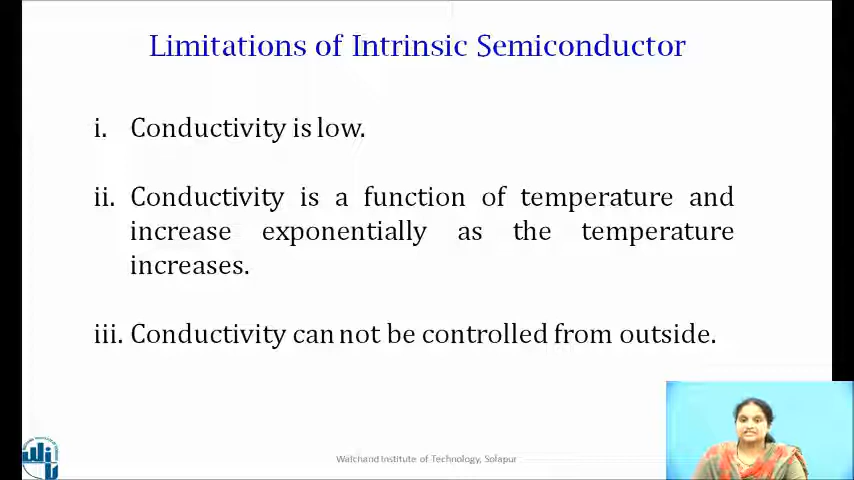 Limitations of Intrinsic Semiconductor
i. Conductivity is low.
ii. Conductivity is a function of temperature and
increase exponentially as the temperature
increases.
iii. Conductivity can not be controlled from outside.
Walchand Institute of Technology, Solapur